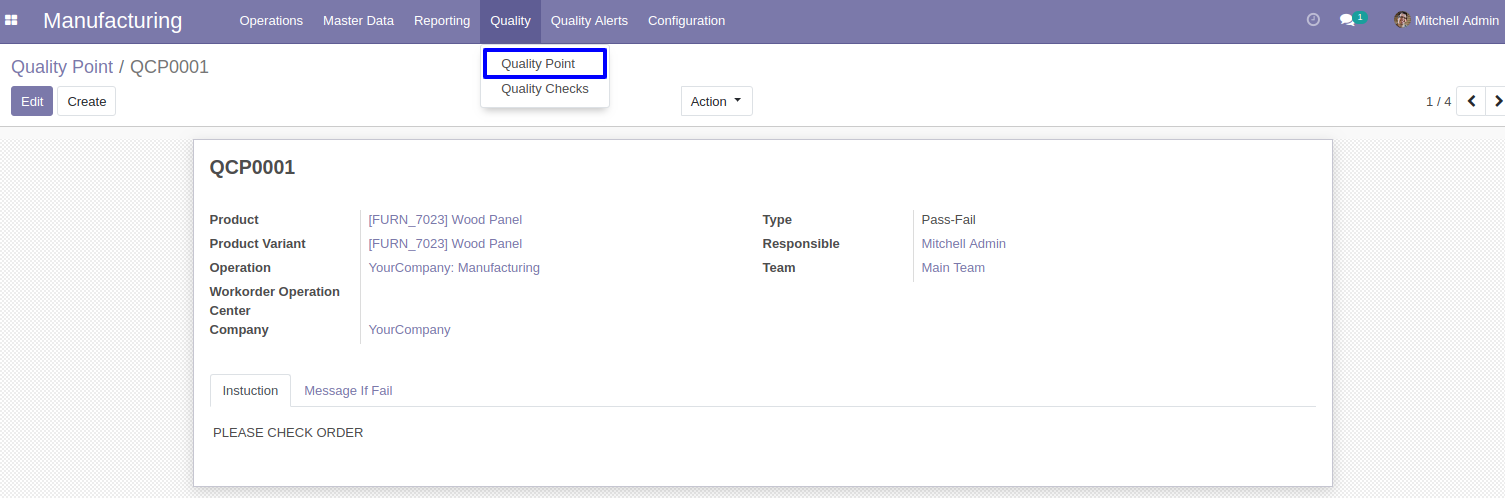 Manufacturing Operations Master Data Reporting Quality Quality Alerts Configuration 1 Mitchell Admin
Quality Point / QCP0001
Quality Point
Quality Checks
Edit Create Action 1 / 4
QCP0001
Product [FURN_7023] Wood Panel Type Pass-Fail
Product Variant [FURN_7023] Wood Panel Responsible Mitchell Admin
Operation YourCompany: Manufacturing Team Main Team
Workorder Operation
Center
Company YourCompany
Instuction Message If Fail
PLEASE CHECK ORDER